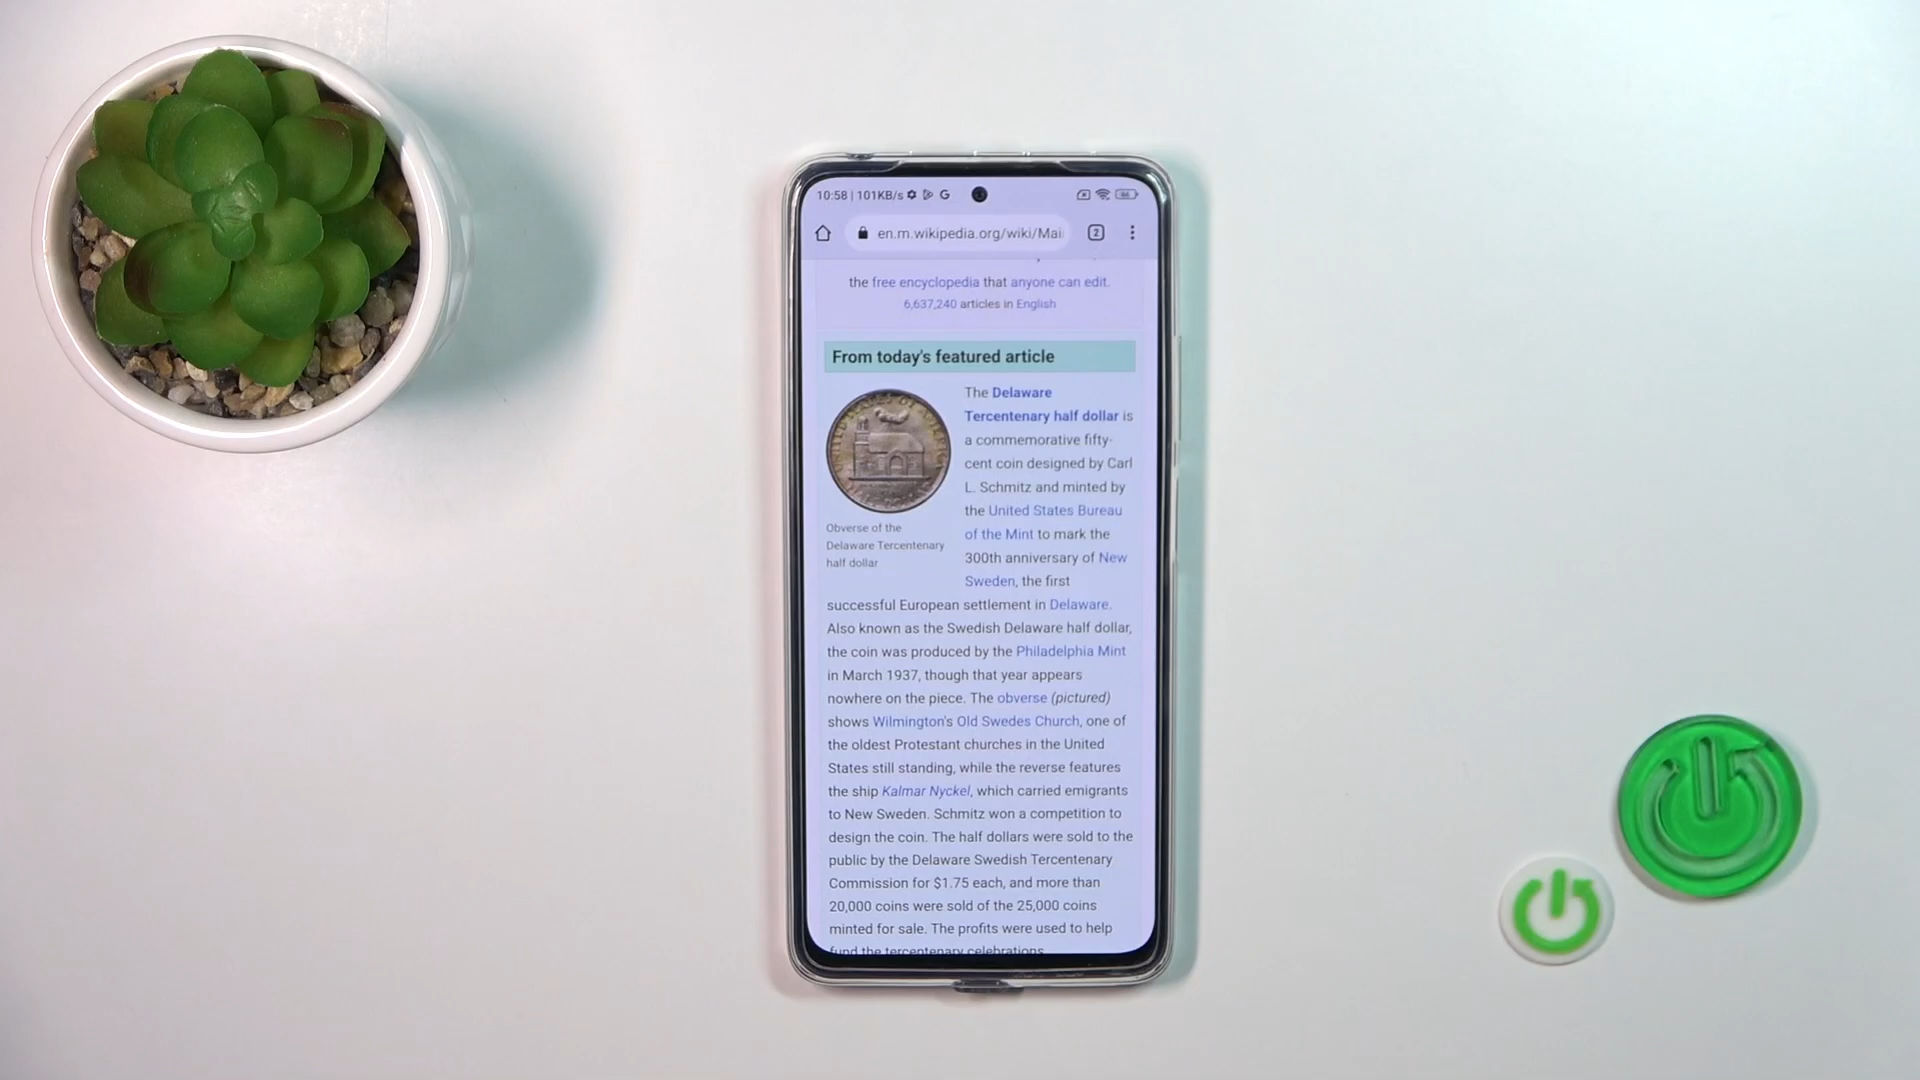 10:58 | 101KB/s
66
en.m.wikipedia.org/wiki/Mai
2
the free encyclopedia that anyone can edit.
6,637,240 articles in English
From today's featured article
The Delaware
Tercentenary half dollar is
a commemorative fifty-
cent coin designed by Carl
L. Schmitz and minted by
the United States Bureau
of the Mint to mark the
300th anniversary of New
Sweden, the first
Obverse of the
Delaware Tercentenary
half dollar
successful European settlement in Delaware.
Also known as the Swedish Delaware half dollar,
the coin was produced by the Philadelphia Mint
in March 1937, though that year appears
nowhere on the piece. The obverse (pictured)
shows Wilmington's Old Swedes Church, one of
the oldest Protestant churches in the United
States still standing, while the reverse features
the ship Kalmar Nyckel, which carried emigrants
to New Sweden. Schmitz won a competition to
design the coin. The half dollars were sold to the
public by the Delaware Swedish Tercentenary
Commission for $1.75 each, and more than
20,000 coins were sold of the 25,000 coins
minted for sale. The profits were used to help
fund the tercentenary celebrations.